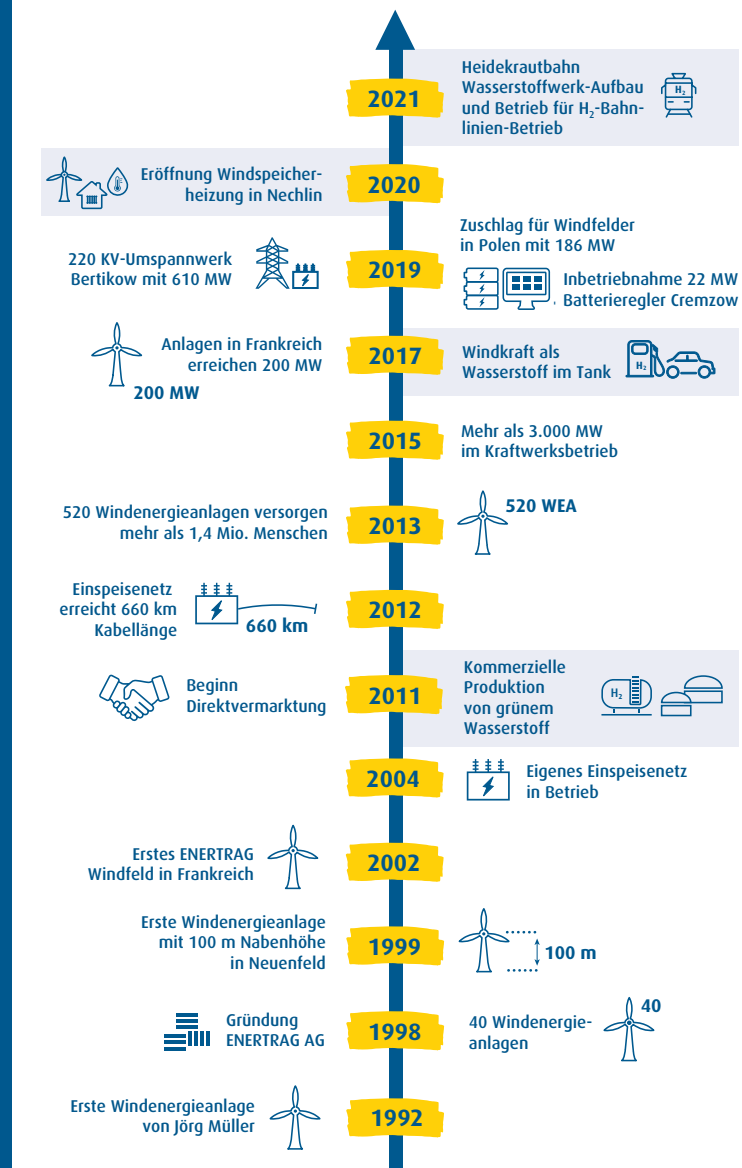 2021
Heidekrautbahn
Wasserstoffwerk-Aufbau
und Betrieb für H₂-Bahn-
linien-Betrieb
H₂
Eröffnung Windspeicher-
heizung in Nechlin
2020
220 KV-Umspannwerk
Bertikow mit 610 MW
2019
Zuschlag für Windfelder
in Polen mit 186 MW
Inbetriebnahme 22 MW
Batterieregler Cremzow
Anlagen in Frankreich
erreichen 200 MW
200 MW
2017
Windkraft als
Wasserstoff im Tank
H₂
2015
Mehr als 3.000 MW
im Kraftwerksbetrieb
520 Windenergieanlagen versorgen
mehr als 1,4 Mio. Menschen
2013
520 WEA
Einspeisenetz
erreicht 660 km
Kabellänge
660 km
2012
Beginn
Direktvermarktung
2011
Kommerzielle
Produktion
von grünem
Wasserstoff
H₂
2004
Eigenes Einspeisenetz
in Betrieb
Erstes ENERTRAG
Windfeld in Frankreich
2002
Erste Windenergieanlage
mit 100 m Nabenhöhe
in Neuenfeld
1999
100 m
Gründung
ENERTRAG AG
1998
40 Windenergie-
anlagen
40
Erste Windenergieanlage
von Jörg Müller
1992